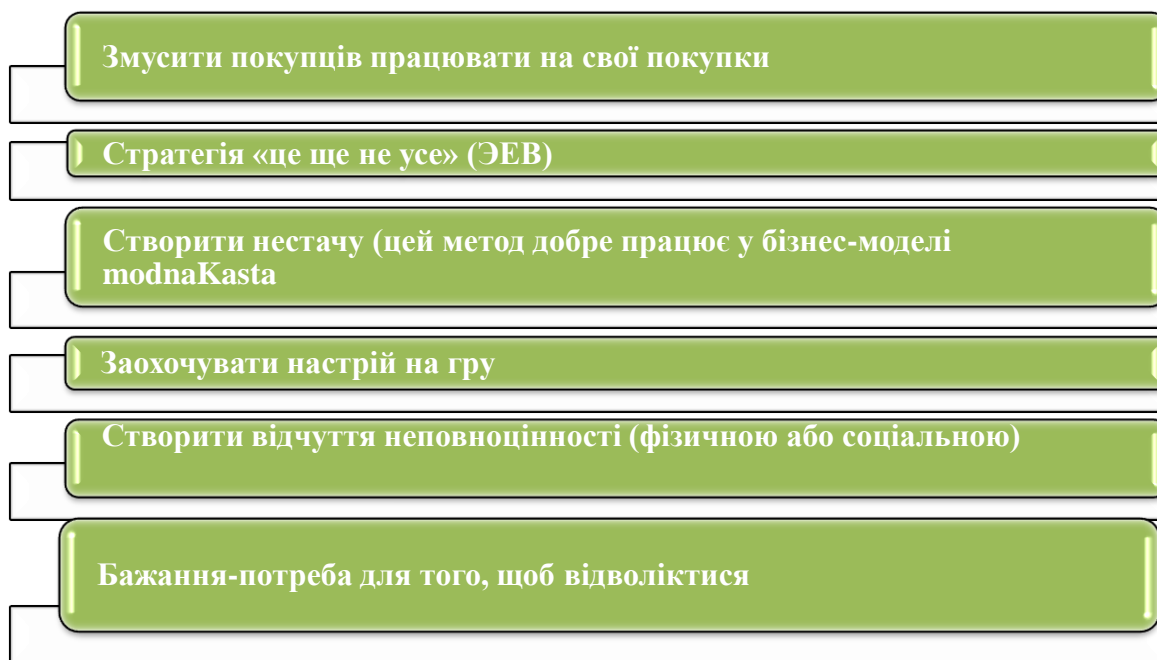 Змусити покупців працювати на свої покупки
Стратегія «це ще не усе» (ЭЕВ)
Створити нестачу (цей метод добре працює у бізнес-моделі
modnaKasta
Заохочувати настрій на гру
Створити відчуття неповноцінності (фізичною або соціальною)
Бажання-потреба для того, щоб відволіктися